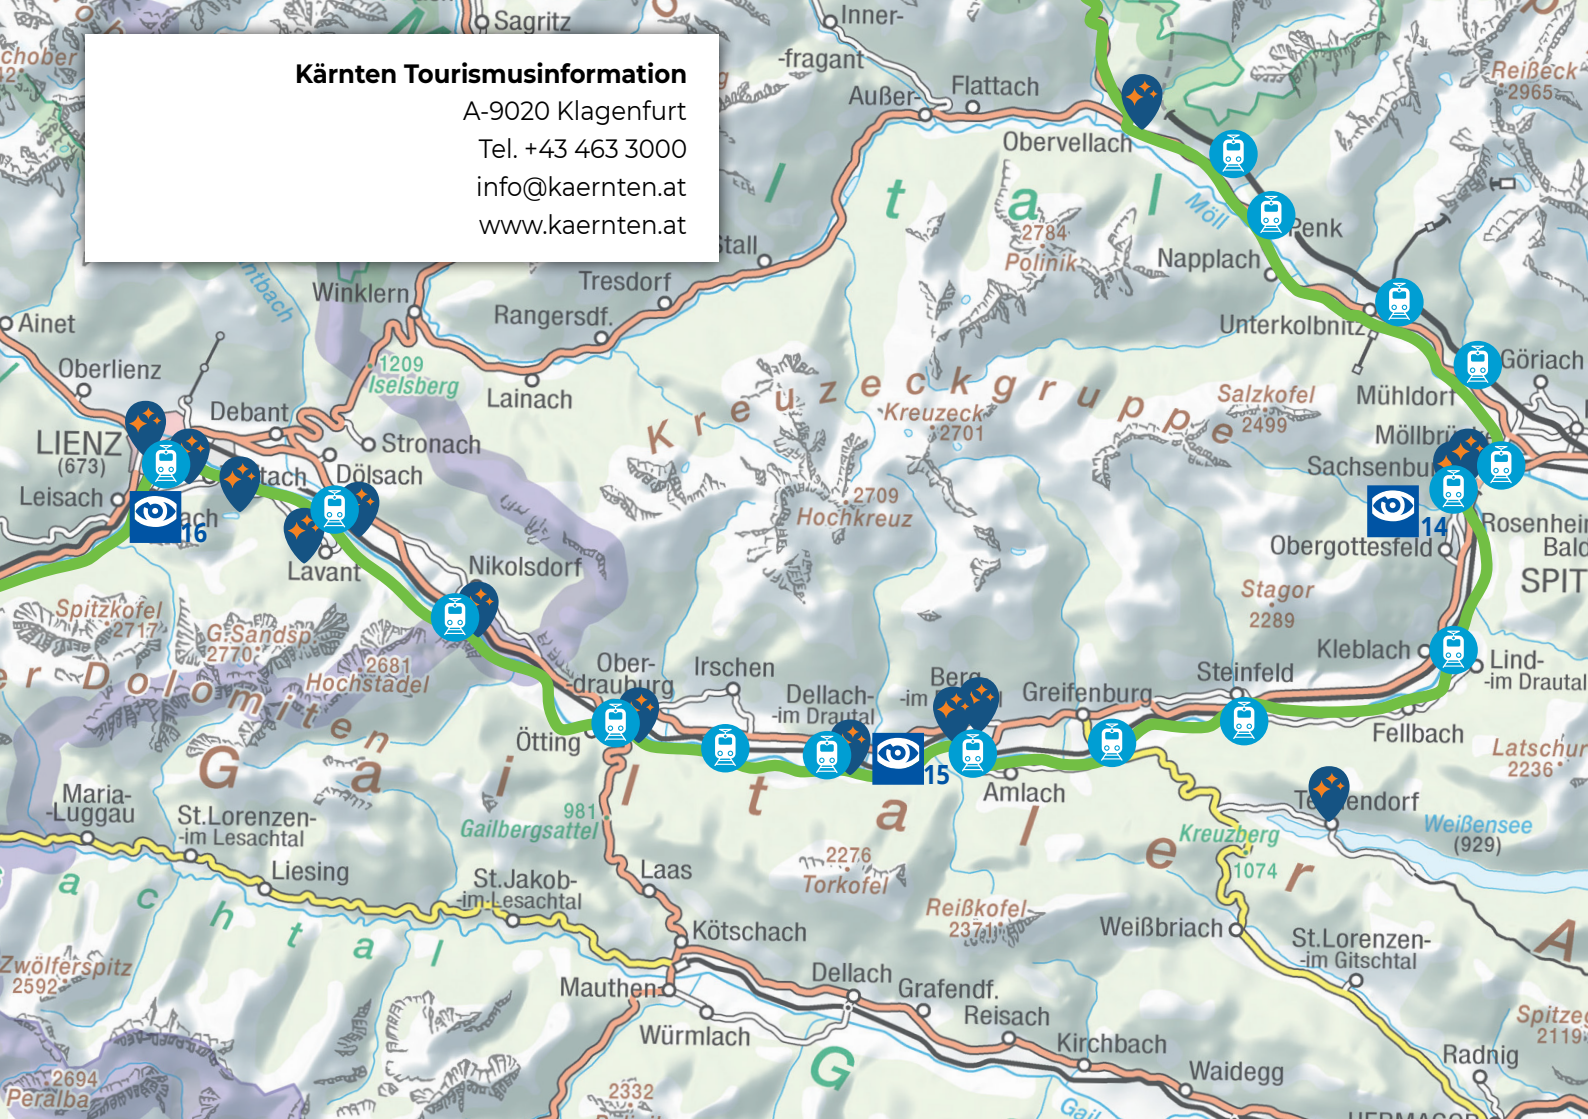 Sagritz
Inner-
-fragant
Flattach
Außer-
Reißeck
2965
Kärnten Tourismusinformation
A-9020 Klagenfurt
Tel. +43 463 3000
info@kaernten.at
www.kaernten.at
Obervellach
l t a l
Möll
Penk
2784
Polinik
Napplach
Stall
Tresdorf
Winklern
Rangersdf.
Unterkolbnitz
Ainet
Oberlienz
1209
Iselsberg
Lainach
Göriach
Mühldorf
Salzkofel
2499
Kreuzeckgruppe
Kreuzeck
2701
Debant
LIENZ
(673)
Stronach
Dölsach
Leisach
16
Lavant
Nikolsdorf
2709
Hochkreuz
14
Obergottesfeld
SPIT
Stagor
2289
Spitzkofel
2717
G.Sandsp.
2770
2681
Hochstadel
er Dolomiten
Ober-
-drauburg
Irschen
Dellach-
-im Drautal
Berg
-im
Greifenburg
Steinfeld
Kleblach
Lind-
-im Drautal
Fellbach
Ötting
15
Amlach
Latschur
2236
Weißensee
(929)
Kreuzberg
1074
Gailtaler
A
981
Gailbergsattel
Maria-
-Luggau
St.Lorenzen-
-im Lesachtal
Liesing
St.Jakob-
-im Lesachtal
Laas
2276
Torkofel
Reißkofel
2371
Weißbriach
St.Lorenzen-
-im Gitschtal
s a c h t a l
Kötschach
Mauthen
Dellach
Grafendf.
Reisach
Würmlach
Kirchbach
Waidegg
Radnig
Zwölferspitz
2592
2694
Peralba
2332
G
Gail
2119